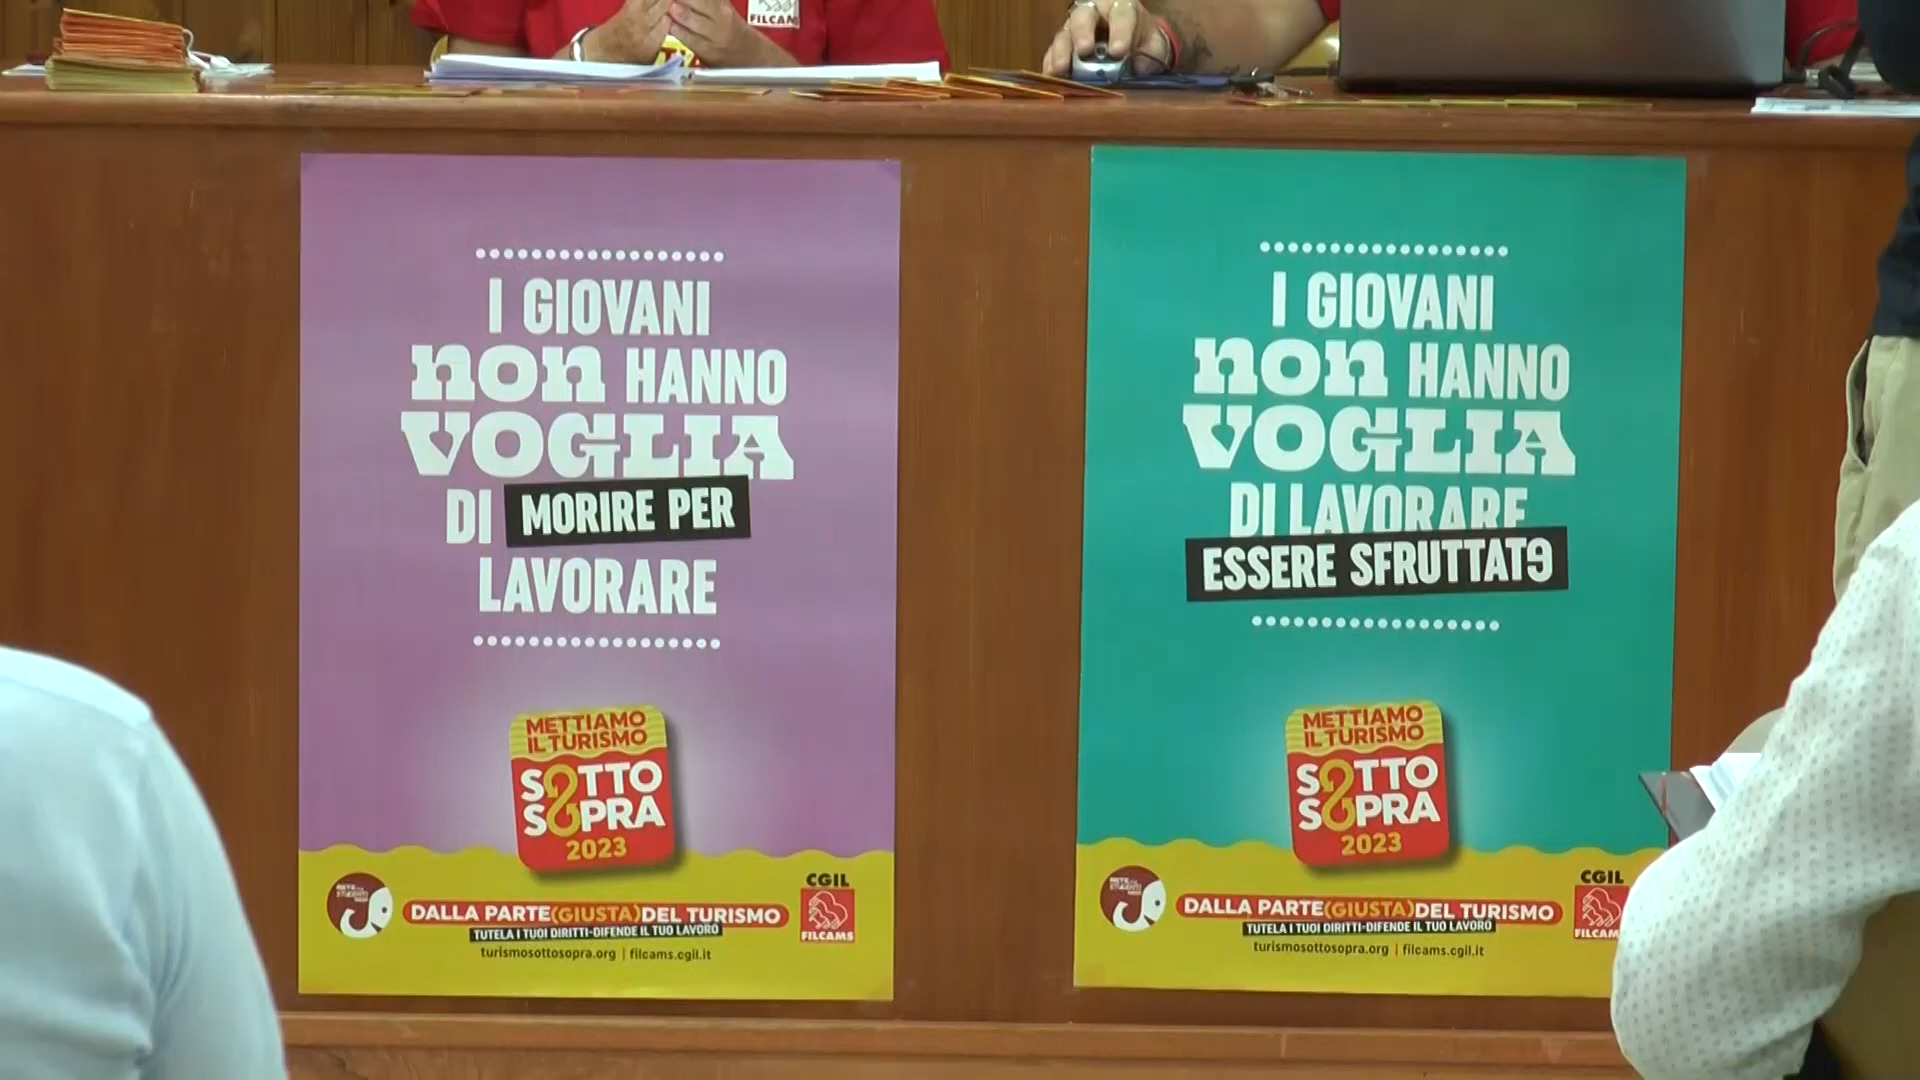 FILCAMS
I GIOVANI
non HANNO
VOGLIA
DI MORIRE PER
LAVORARE
METTIAMO
IL TURISMO
SOTTO
SOPRA
2023
DALLA PARTE (GIUSTA) DEL TURISMO
TUTELA I TUOI DIRITTI-DIFENDE IL TUO LAVORO
turismosottosopra.org | filcams.cgil.it
CGIL
FILCAMS
I GIOVANI
non HANNO
VOGLIA
DI LAVORARE
ESSERE SFRUTTATƏ
METTIAMO
IL TURISMO
SOTTO
SOPRA
2023
DALLA PARTE (GIUSTA) DEL TURISMO
TUTELA I TUOI DIRITTI-DIFENDE IL TUO LAVORO
turismosottosopra.org | filcams.cgil.it
CGIL
FILCAMS